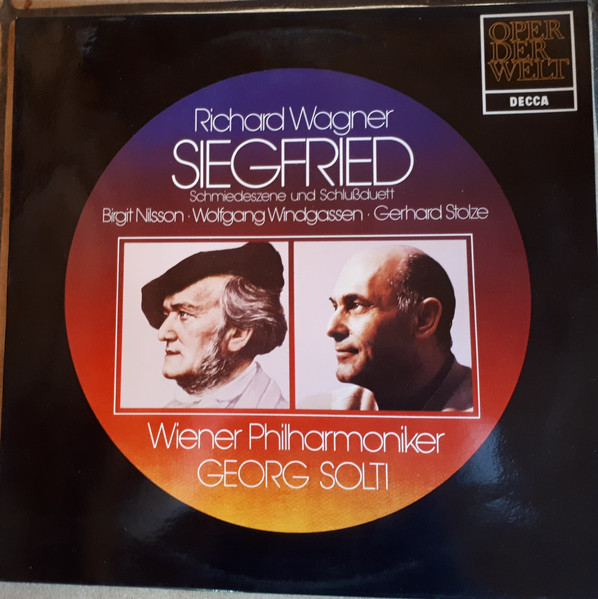 OPER
DER
WELT
DECCA
Richard Wagner
SIEGFRIED
Schmiedeszene und Schlußduett
Birgit Nilsson · Wolfgang Windgassen · Gerhard Stolze
Wiener Philharmoniker
GEORG SOLTI